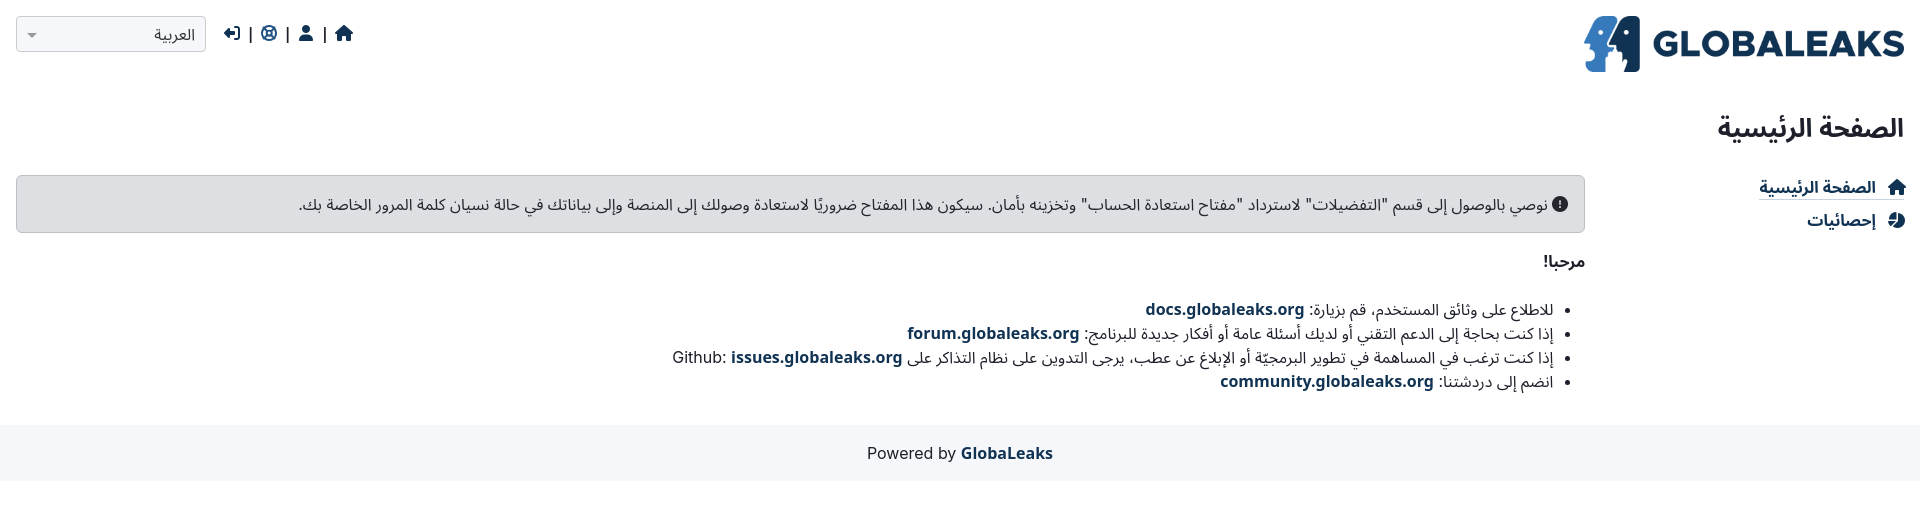 GLOBALEAKS
| | |
العربية
الصفحة الرئيسية
الصفحة الرئيسية
إحصائيات
نوصي بالوصول إلى قسم "التفضيلات" لاسترداد "مفتاح استعادة الحساب" وتخزينه بأمان. سيكون هذا المفتاح ضروريًا لاستعادة وصولك إلى المنصة وإلى بياناتك في حالة نسيان كلمة المرور الخاصة بك.
مرحبا!
• للاطلاع على وثائق المستخدم، قم بزيارة: docs.globaleaks.org
• إذا كنت بحاجة إلى الدعم التقني أو لديك أسئلة عامة أو أفكار جديدة للبرنامج: forum.globaleaks.org
• إذا كنت ترغب في المساهمة في تطوير البرمجيّة أو الإبلاغ عن عطب، يرجى التدوين على نظام التذاكر على Github: issues.globaleaks.org
• انضم إلى دردشتنا: community.globaleaks.org
Powered by GlobaLeaks